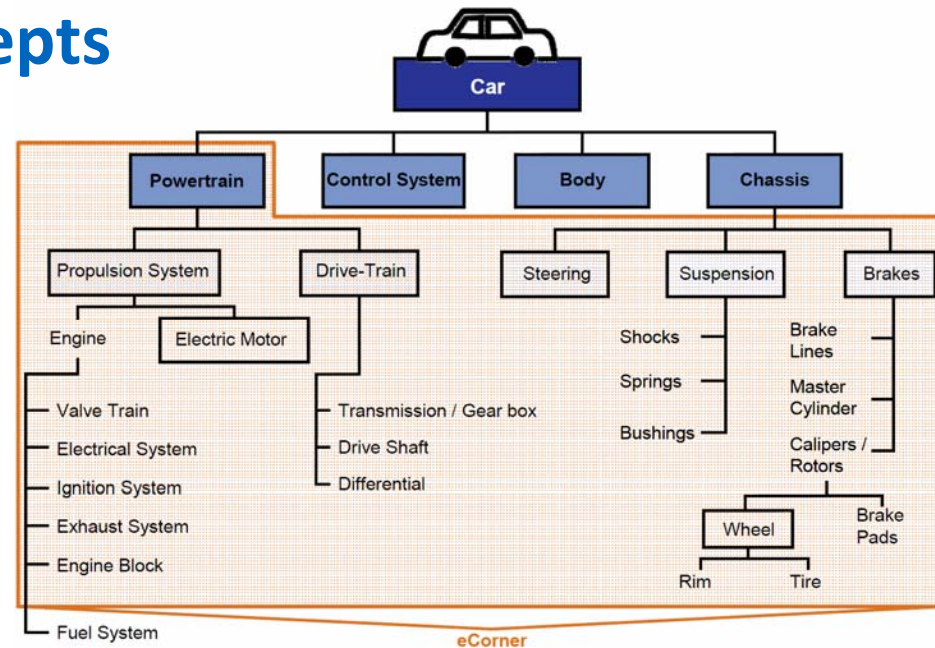 epts
Car
Powertrain
Control System
Body
Chassis
Propulsion System
Drive-Train
Steering
Suspension
Brakes
Engine
Electric Motor
Valve Train
Electrical System
Ignition System
Exhaust System
Engine Block
Fuel System
Transmission / Gear box
Drive Shaft
Differential
Shocks
Springs
Bushings
Brake
Lines
Master
Cylinder
Calipers /
Rotors
Wheel
Brake
Pads
Rim
Tire
eCorner